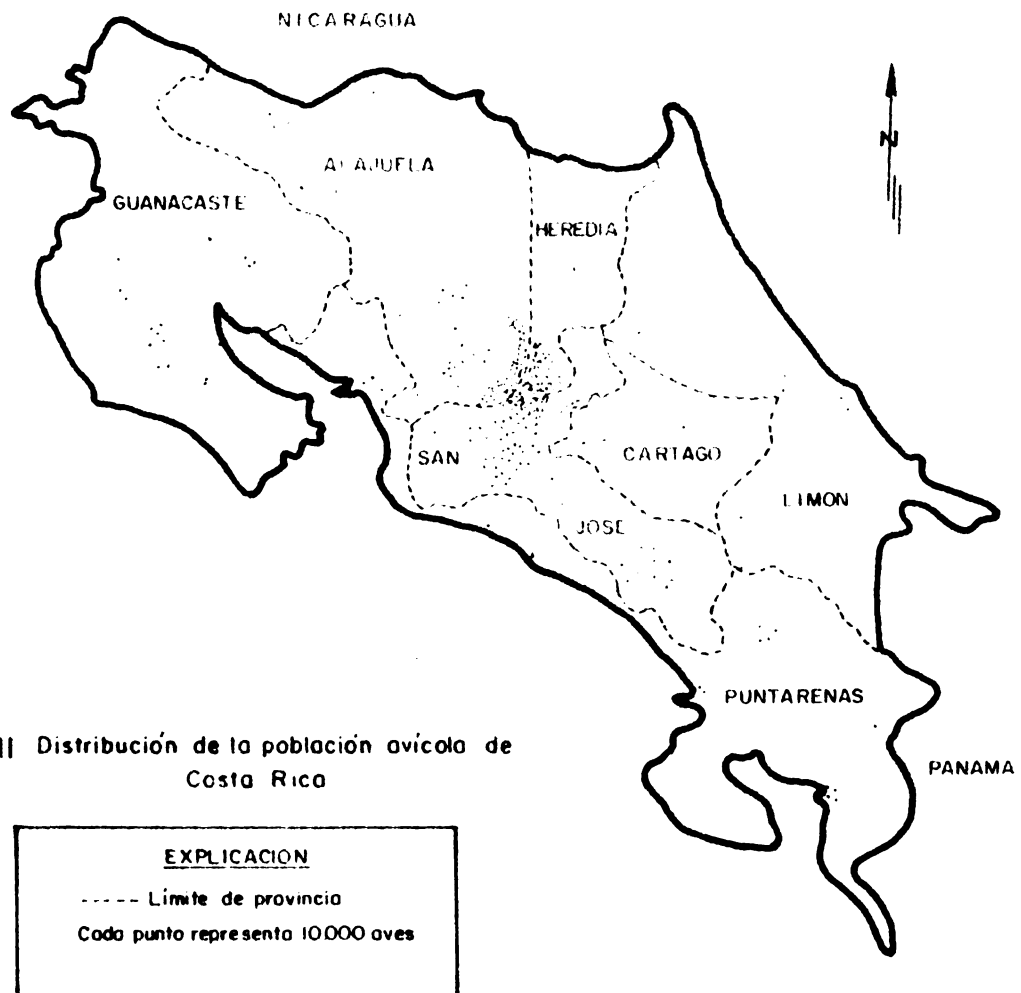 NICARAGUA
N
ALAJUELA
GUANACASTE
HEREDIA
SAN
CARTAGO
LIMON
JOSE
PUNTARENAS
PANAMA
II Distribución de la población avícola de
Costa Rica
EXPLICACION
----- Límite de provincia
Cada punto representa 10.000 aves